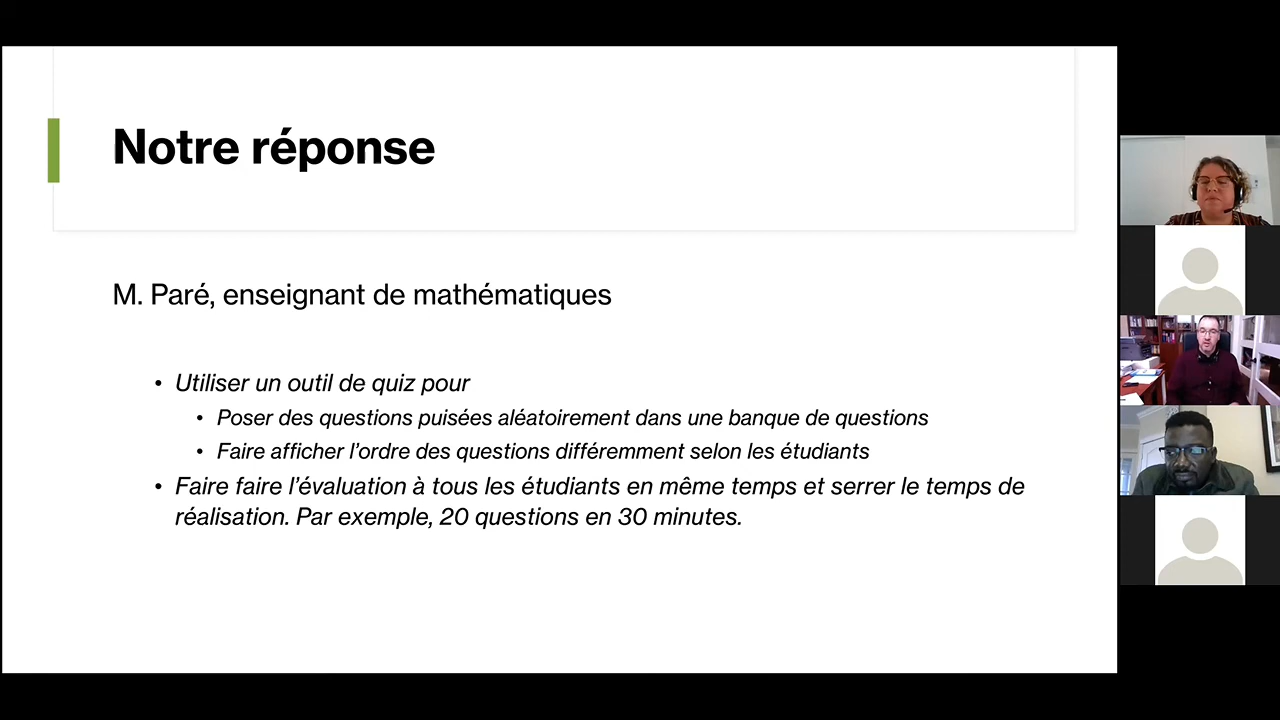 Notre réponse
M. Paré, enseignant de mathématiques
• Utiliser un outil de quiz pour
• Poser des questions puisées aléatoirement dans une banque de questions
• Faire afficher l’ordre des questions différemment selon les étudiants
• Faire faire l’évaluation à tous les étudiants en même temps et serrer le temps de
réalisation. Par exemple, 20 questions en 30 minutes.